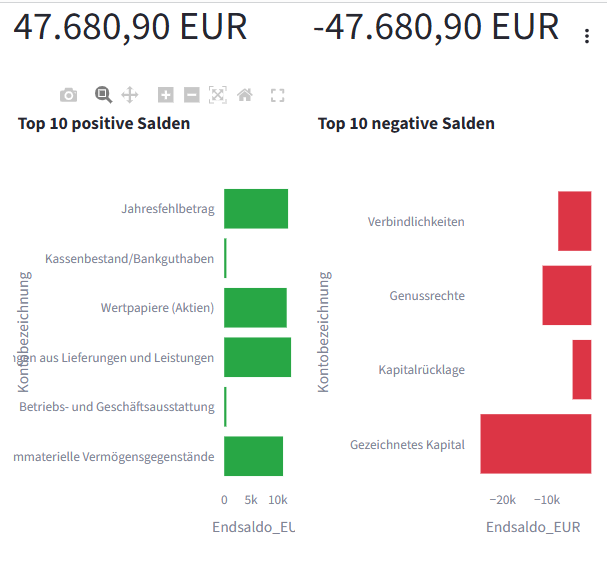 47.680,90 EUR
-47.680,90 EUR
Top 10 positive Salden
Jahresfehlbetrag
Kassenbestand/Bankguthaben
Wertpapiere (Aktien)
gen aus Lieferungen und Leistungen
Betriebs- und Geschäftsausstattung
mmaterielle Vermögensgegenstände
Kontobezeichnung
0 5k 10k
Endsaldo_EU
Top 10 negative Salden
Verbindlichkeiten
Genussrechte
Kapitalrücklage
Gezeichnetes Kapital
Kontobezeichnung
−20k −10k
Endsaldo_EUR